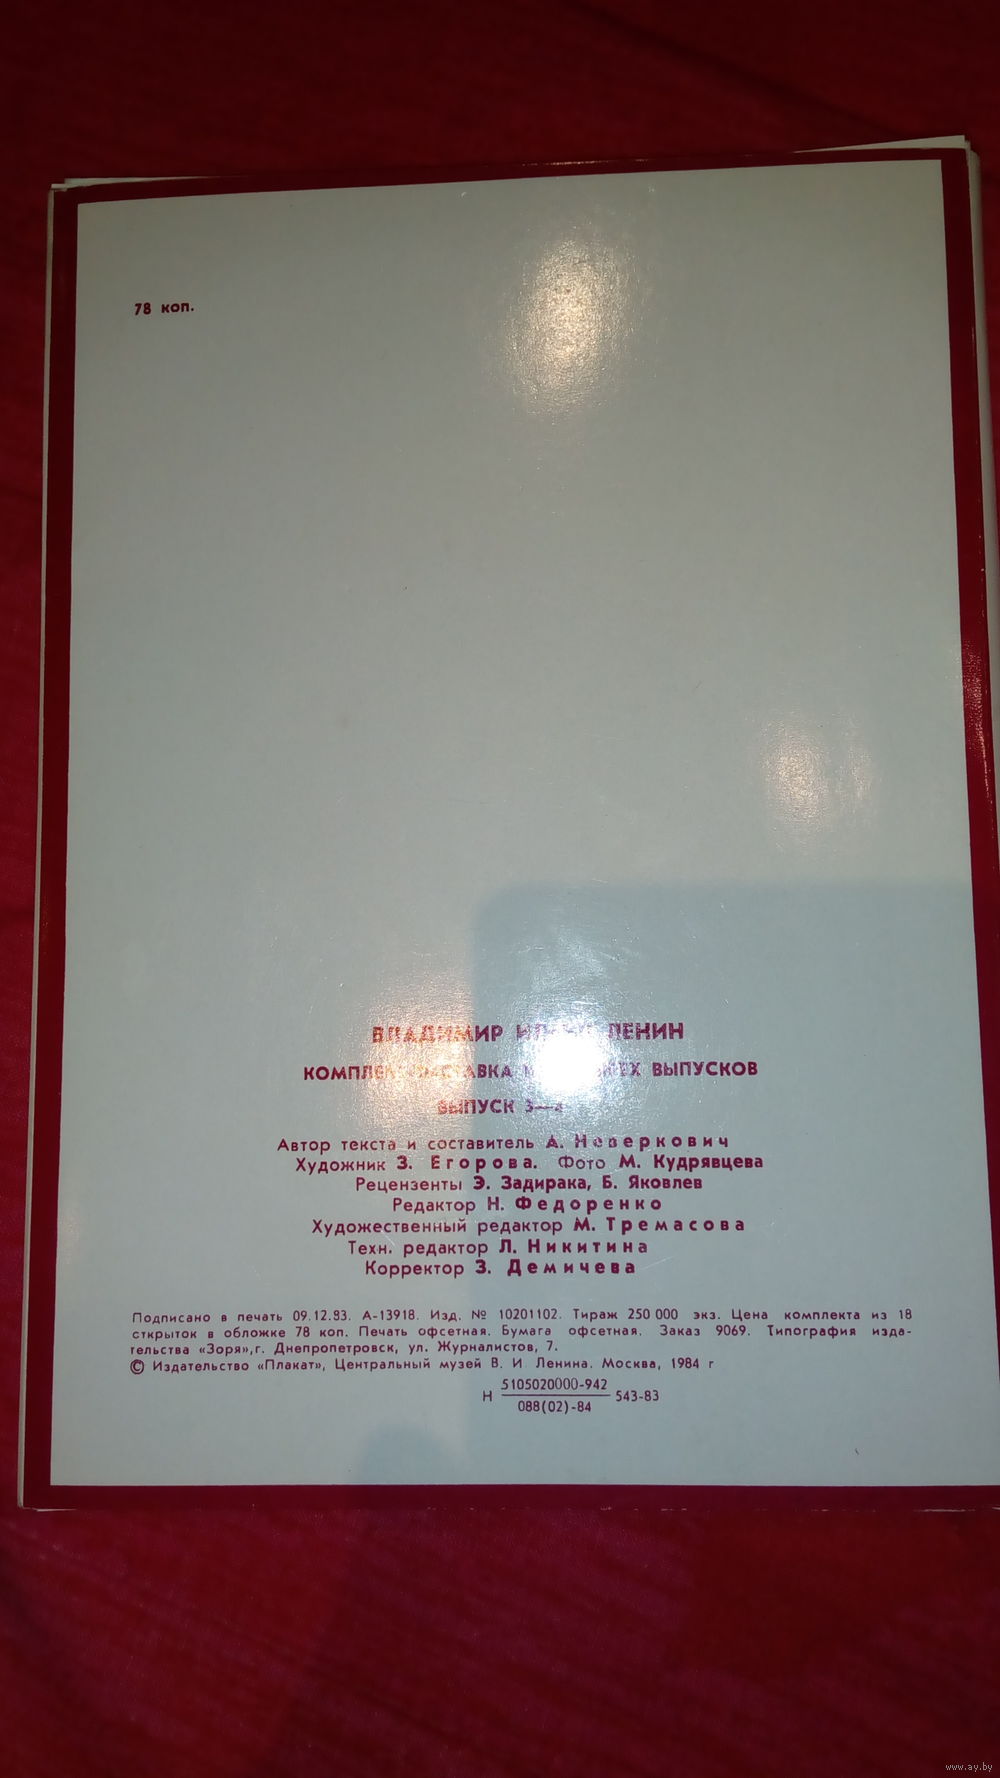 78 коп.
ВЛАДИМИР ЛЕНИН
ВЫПУСКОВ
ВЫПУСК
Автор текста и составитель А. Неверкович
Художник З. Егорова. Фото М. Кудрявцева
Рецензенты Э. Задирака, Б. Яковлев
Редактор Н. Федоренко
Художественный редактор М. Тремасова
Техн. редактор Л. Никитина
Корректор З. Демичева
Подписано в печать 09.12.83. А-13918. Изд. № 10201102. Тираж 250 000 экз. Цена комплекта из 18
открыток в обложке 78 коп. Печать офсетная. Бумага офсетная. Заказ 9069. Типография изда-
тельства «Зоря», г. Днепропетровск, ул. Журналистов, 7.
© Издательство «Плакат», Центральный музей В. И Ленина. Москва, 1984 г
5105020000-942
Н 543-83
088(02)-84
www.ay.by